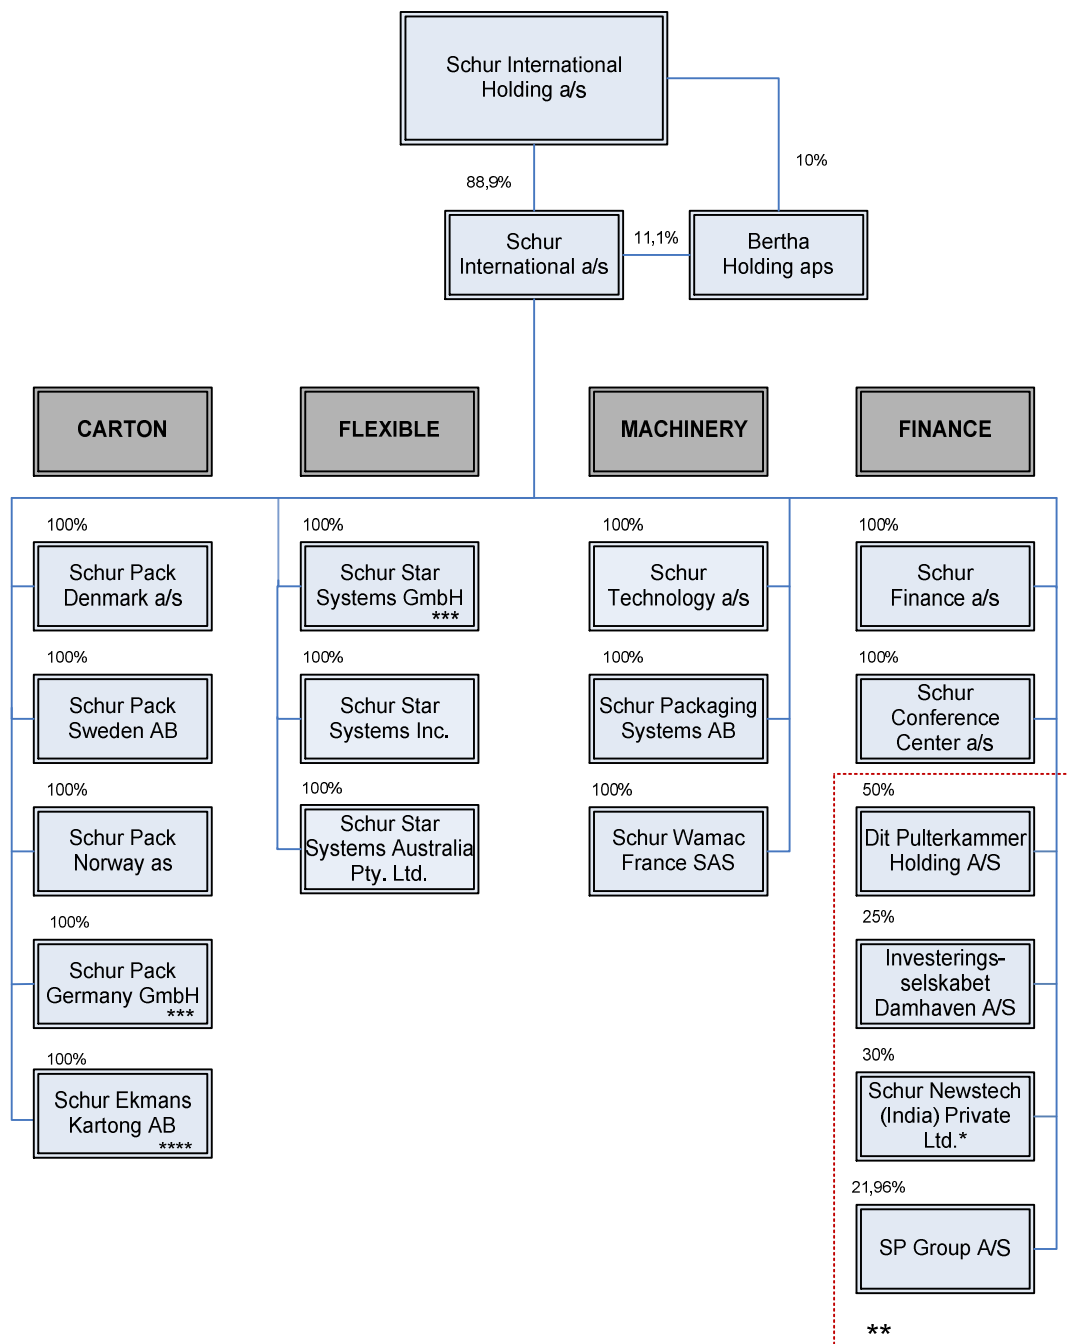 Schur International
Holding a/s
10%
88,9%
Schur
International a/s
11,1%
Bertha
Holding aps
CARTON
FLEXIBLE
MACHINERY
FINANCE
100%
Schur Pack
Denmark a/s
100%
Schur Pack
Sweden AB
100%
Schur Pack
Norway as
100%
Schur Pack
Germany GmbH
***
100%
Schur Ekmans
Kartong AB
****
100%
Schur Star
Systems GmbH
***
100%
Schur Star
Systems Inc.
100%
Schur Star
Systems Australia
Pty. Ltd.
100%
Schur
Technology a/s
100%
Schur Packaging
Systems AB
100%
Schur Wamac
France SAS
100%
Schur
Finance a/s
100%
Schur
Conference
Center a/s
50%
Dit Pulterkammer
Holding A/S
25%
Investerings-
selskabet
Damhaven A/S
30%
Schur Newstech
(India) Private
Ltd.*
21,96%
SP Group A/S
**